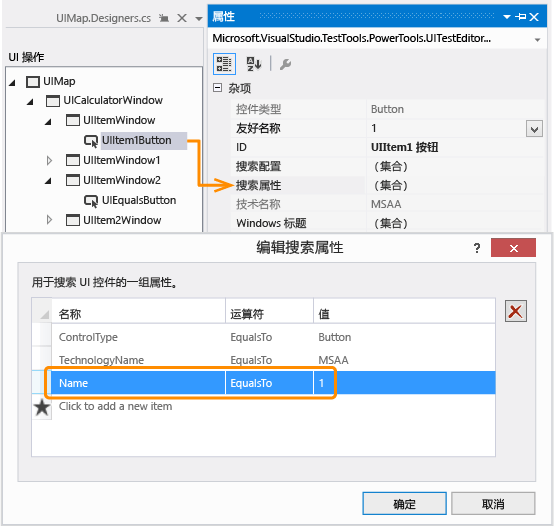 UIMap.Designers.cs
UI 操作
UIMap
UICalculatorWindow
UIItemWindow
UIItem1Button
UIItemWindow1
UIItemWindow2
UIEqualsButton
UIItem2Window
属性
Microsoft.VisualStudio.TestTools.PowerTools.UITestEditor...
杂项
控件类型 Button
友好名称 1
ID UIItem1 按钮
搜索配置 （集合）
搜索属性 （集合）
技术名称 MSAA
Windows 标题 （集合）
编辑搜索属性
?
用于搜索 UI 控件的一组属性。
名称 运算符 值
ControlType EqualsTo Button
TechnologyName EqualsTo MSAA
Name EqualsTo 1
Click to add a new item
确定 取消